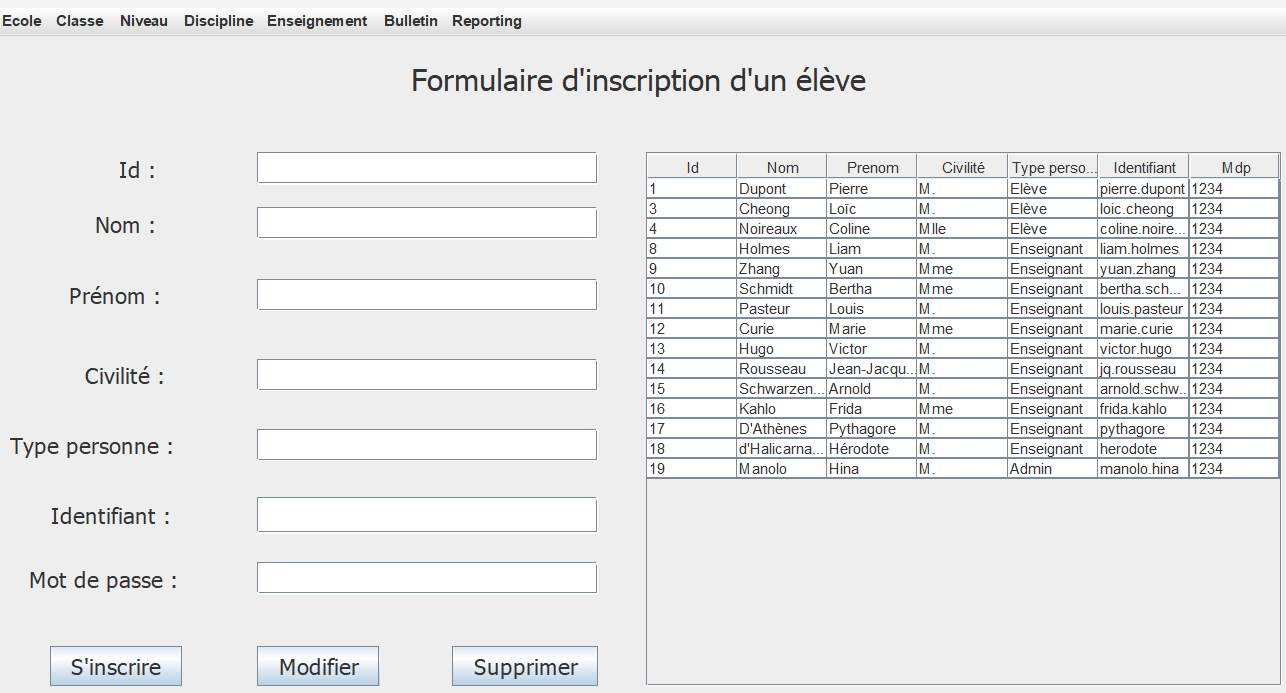 Ecole Classe Niveau Discipline Enseignement Bulletin Reporting
Formulaire d'inscription d'un élève
Id :
Nom :
Prénom :
Civilité :
Type personne :
Identifiant :
Mot de passe :
S'inscrire Modifier Supprimer
Id Nom Prenom Civilité Type perso... Identifiant Mdp
1 Dupont Pierre M. Elève pierre.dupont 1234
3 Cheong Loïc M. Elève loic.cheong 1234
4 Noireaux Coline Mlle Elève coline.noire... 1234
8 Holmes Liam M. Enseignant liam.holmes 1234
9 Zhang Yuan Mme Enseignant yuan.zhang 1234
10 Schmidt Bertha Mme Enseignant bertha.sch... 1234
11 Pasteur Louis M. Enseignant louis.pasteur 1234
12 Curie Marie Mme Enseignant marie.curie 1234
13 Hugo Victor M. Enseignant victor.hugo 1234
14 Rousseau Jean-Jacqu... M. Enseignant jq.rousseau 1234
15 Schwarzen... Arnold M. Enseignant arnold.schw... 1234
16 Kahlo Frida Mme Enseignant frida.kahlo 1234
17 D'Athènes Pythagore M. Enseignant pythagore 1234
18 d'Halicarna... Hérodote M. Enseignant herodote 1234
19 Manolo Hina M. Admin manolo.hina 1234